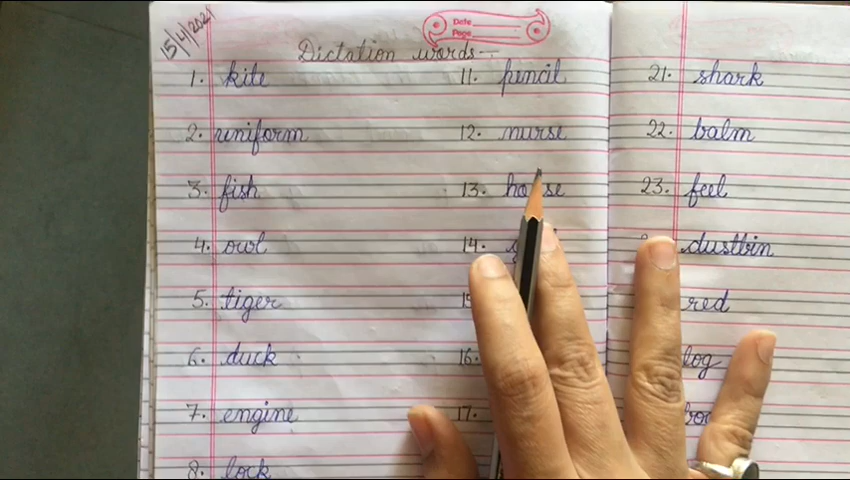 15/4/2021
Date
Page
Dictation words -
1. kite
2. uniform
3. fish
4. owl
5. tiger
6. duck
7. engine
8. lock
11. pencil
12. nurse
13.
14.
16.
17.
21. shark
22. balm
23. feel
dustbin
red
log